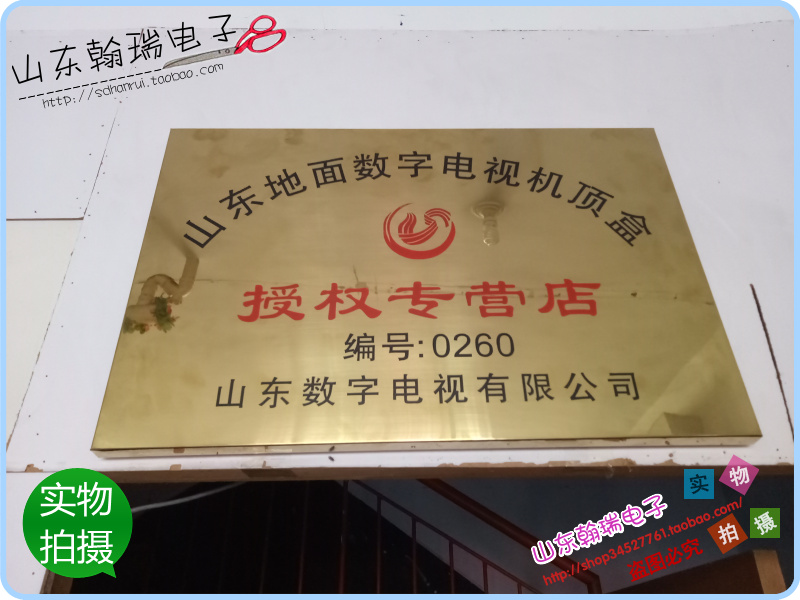 山东翰瑞电子
http://sdhanrui.taobao.com
山东地面数字电视机顶盒
授权专营店
编号:0260
山东数字电视有限公司
实物
拍摄
山东翰瑞电子
http://shop34527761.taobao.com/
盗图必究
实物
拍摄